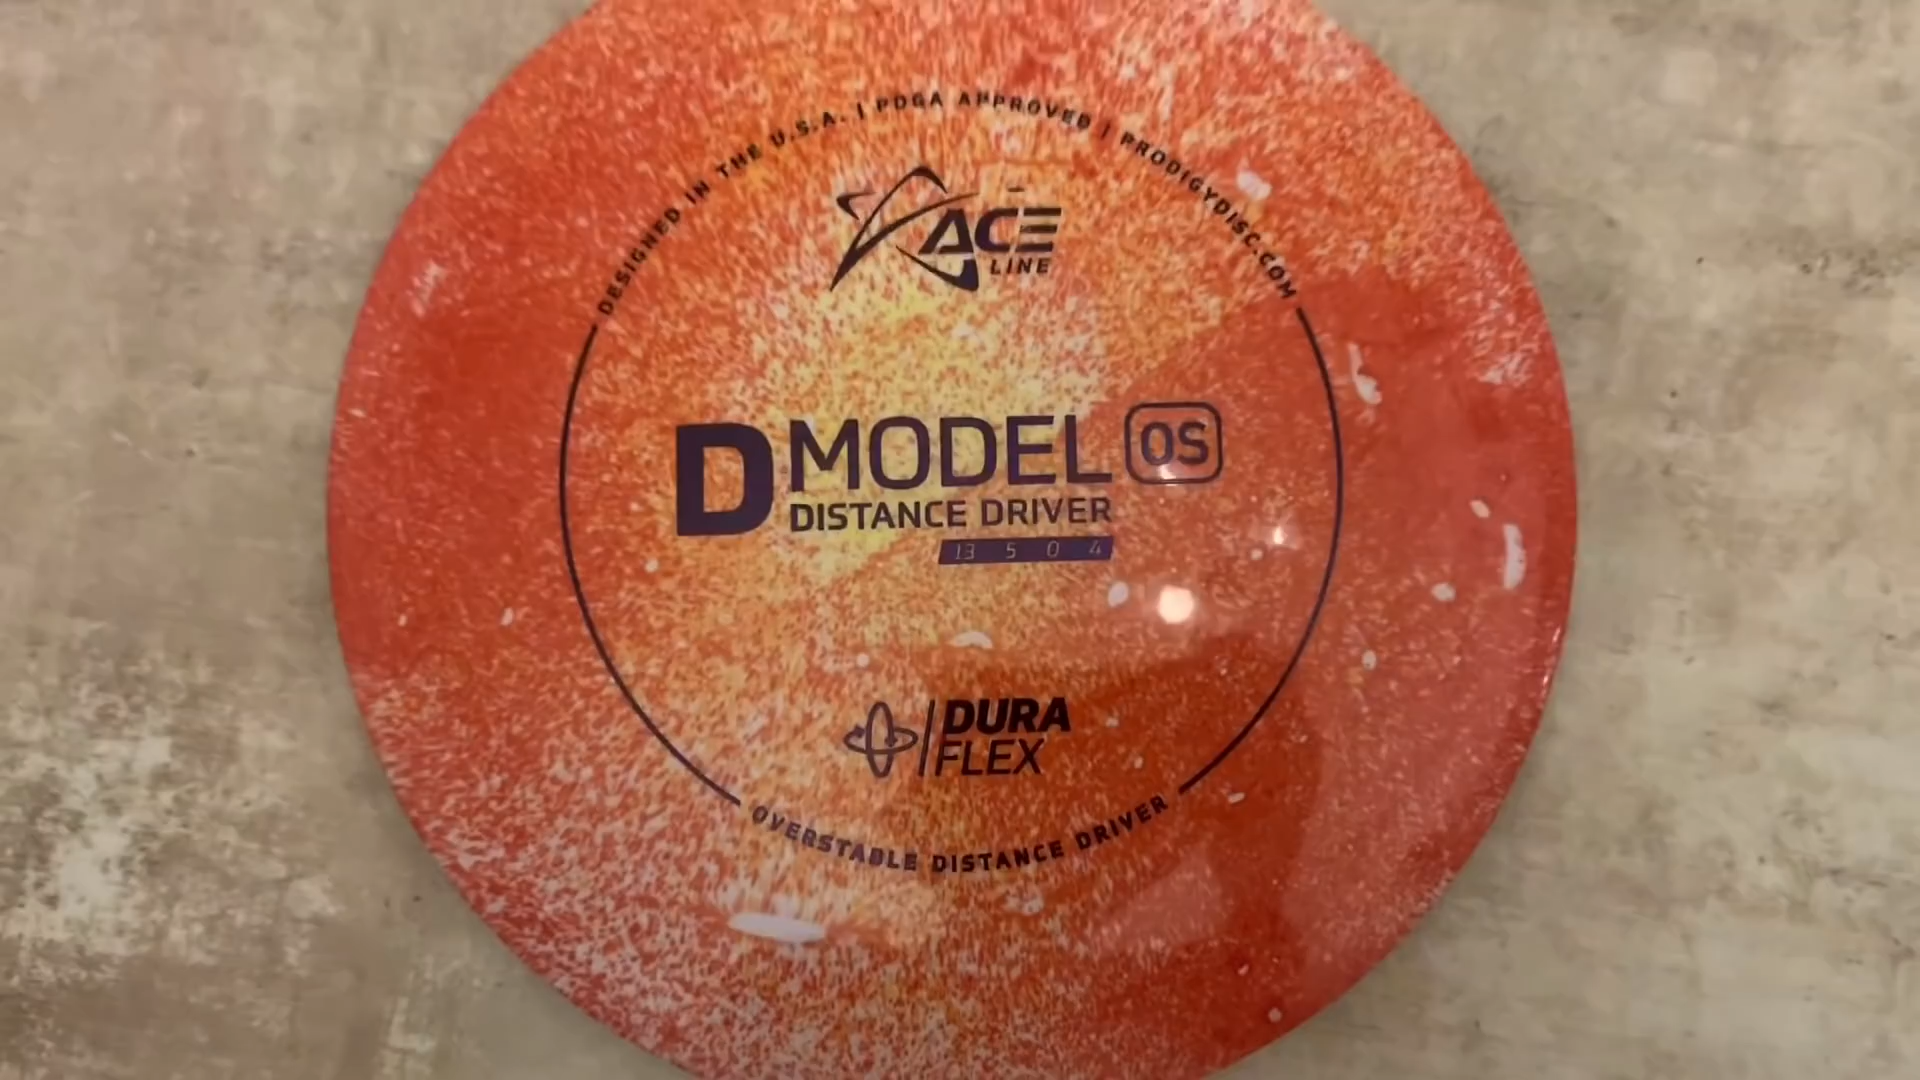 DESIGNED IN THE U.S.A. | PDGA APPROVED | PRODIGYDISC.COM
ACE
LINE
D MODEL OS
DISTANCE DRIVER
13 5 0 4
DURA
FLEX
OVERSTABLE DISTANCE DRIVER